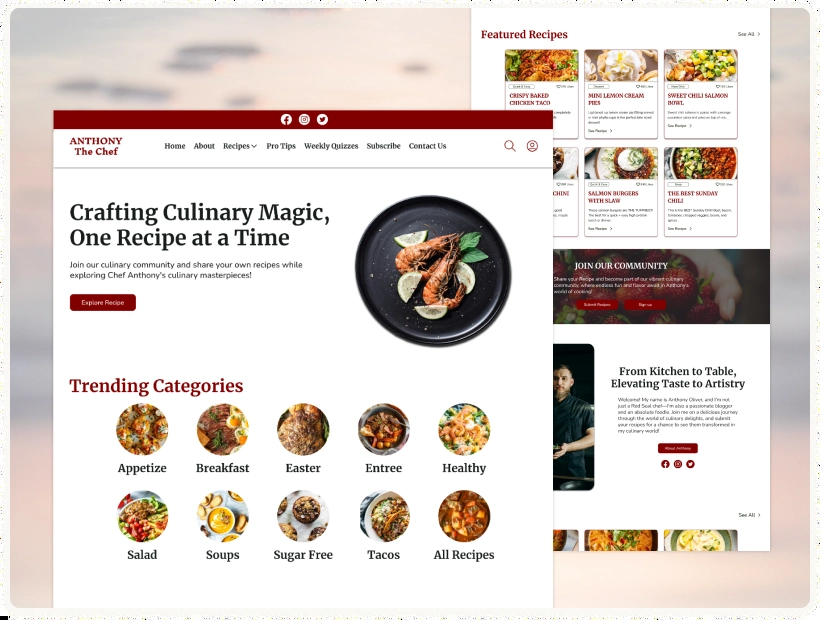 ANTHONY
The Chef
Home
About
Recipes
Pro Tips
Weekly Quizzes
Subscribe
Contact Us
Crafting Culinary Magic,
One Recipe at a Time
Join our culinary community and share your own recipes while
exploring Chef Anthony's culinary masterpieces!
Explore Recipe
Trending Categories
Appetize
Breakfast
Easter
Entree
Healthy
Salad
Soups
Sugar Free
Tacos
All Recipes
Featured Recipes
See All
CRISPY BAKED
CHICKEN TACO
MINI LEMON CREAM
PIES
See Recipe
SWEET CHILI SALMON
BOWL
See Recipe
CHINI
SALMON BURGERS
WITH SLAW
See Recipe
THE BEST SUNDAY
CHILI
See Recipe
JOIN OUR COMMUNITY
Share your Recipe and become part of our vibrant culinary
community, where endless fun and flavor await in Anthony's
world of cooking!
Submit Recipes
Sign up
From Kitchen to Table,
Elevating Taste to Artistry
Welcome! My name is Anthony Oliver, and I'm not
just a Red Seal chef—I'm also a passionate blogger
and an absolute foodie. Join me on a delicious journey
through the world of culinary delights, and submit
your recipes for a chance to see them transformed in
my culinary world!
About Anthony
See All